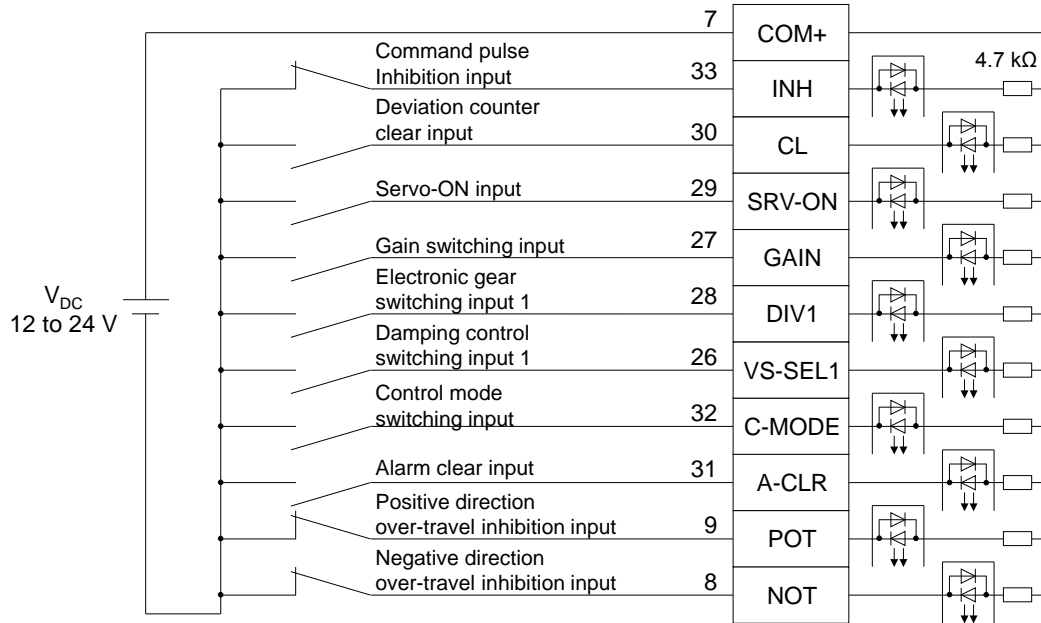 7
COM+
Command pulse
Inhibition input
33
INH
4.7 kΩ
Deviation counter
clear input
30
CL
Servo-ON input
29
SRV-ON
Gain switching input
27
GAIN
Electronic gear
switching input 1
28
DIV1
V_DC
12 to 24 V
Damping control
switching input 1
26
VS-SEL1
Control mode
switching input
32
C-MODE
Alarm clear input
31
A-CLR
Positive direction
over-travel inhibition input
9
POT
Negative direction
over-travel inhibition input
8
NOT